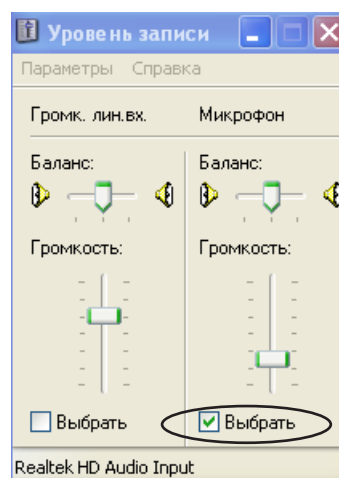 Уровень записи
Параметры Справка
Громк. лин.вх. Микрофон
Баланс: Баланс:
Громкость: Громкость:
Выбрать Выбрать
Realtek HD Audio Input